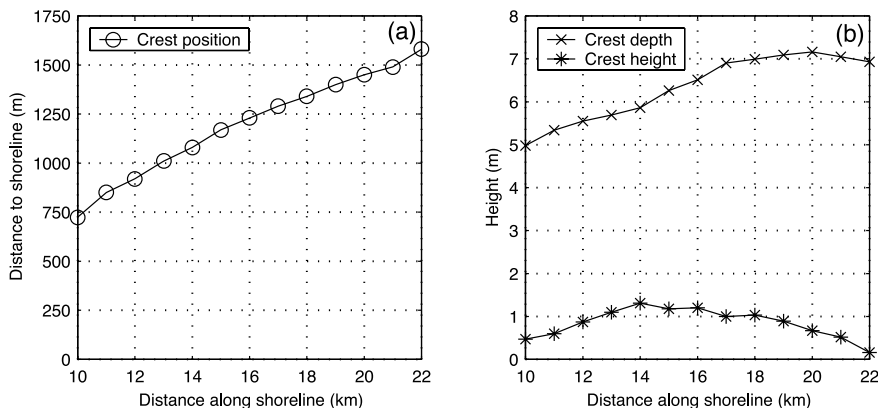 1750
1500
1250
1000
750
500
250
0
10 12 14 16 18 20 22
Distance to shoreline (m)
Distance along shoreline (km)
Crest position
(a)
8
7
6
5
4
3
2
1
0
10 12 14 16 18 20 22
Height (m)
Distance along shoreline (km)
Crest depth
Crest height
(b)